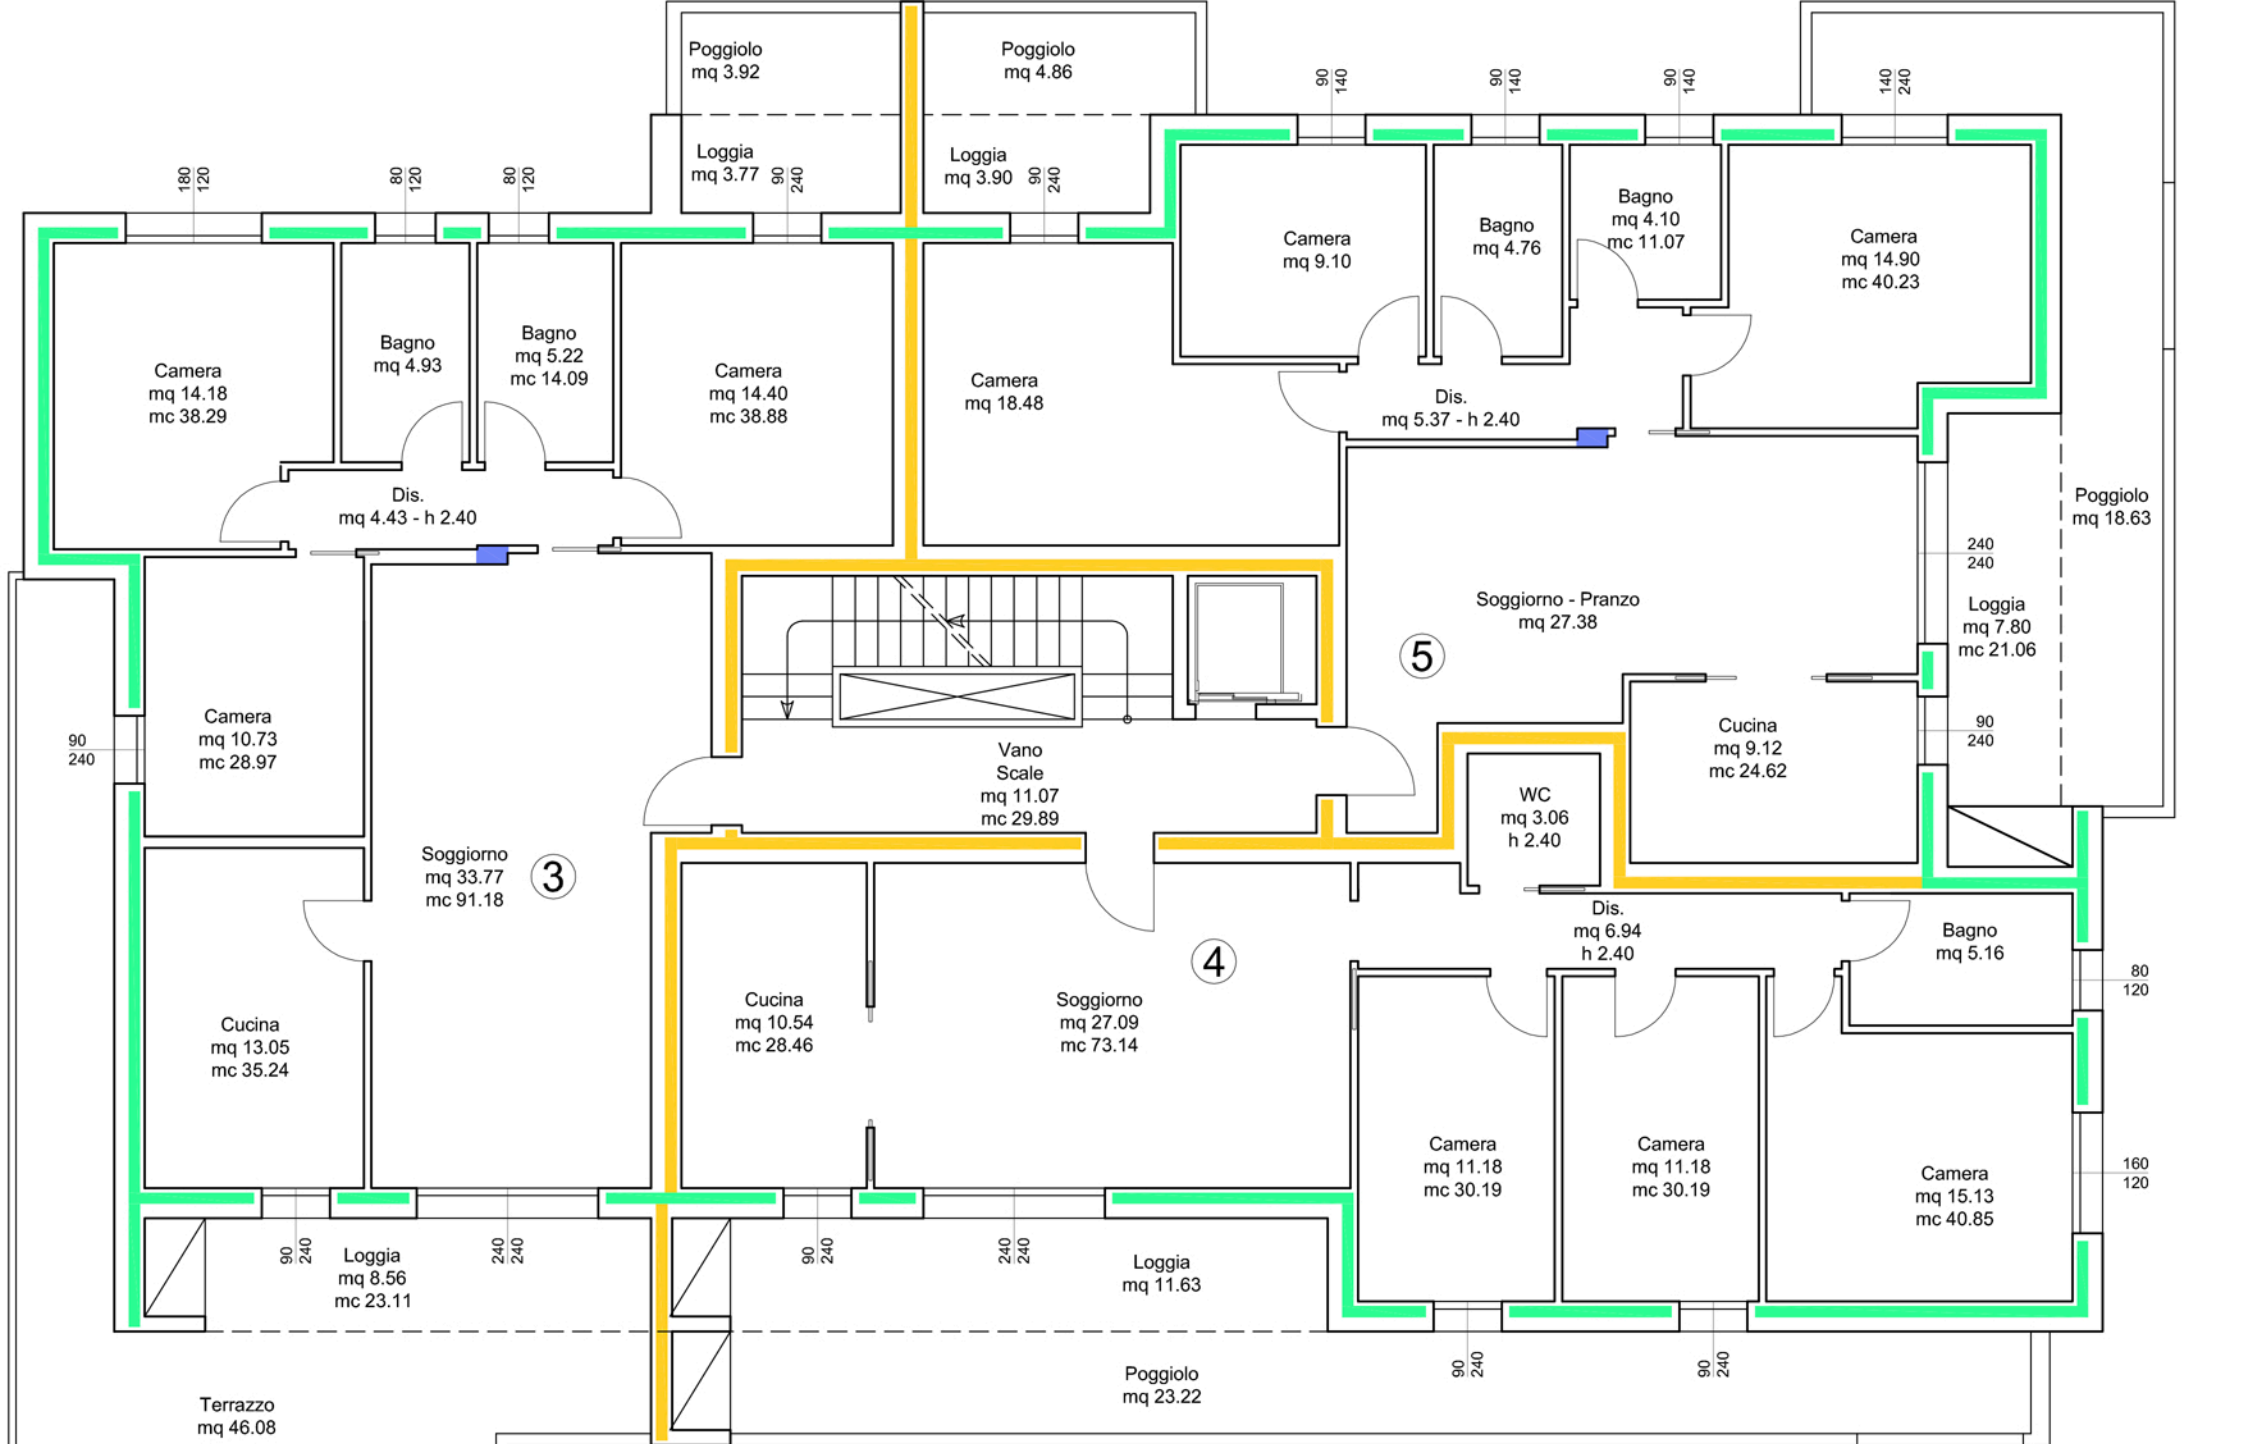 Poggiolo
mq 3.92
Poggiolo
mq 4.86
90
140
90
140
90
140
140
240
Loggia
mq 3.77
90
240
Loggia
mq 3.90
90
240
180
120
80
120
80
120
Camera
mq 9.10
Bagno
mq 4.76
Bagno
mq 4.10
mc 11.07
Camera
mq 14.90
mc 40.23
Camera
mq 14.18
mc 38.29
Bagno
mq 4.93
Bagno
mq 5.22
mc 14.09
Camera
mq 14.40
mc 38.88
Camera
mq 18.48
Dis.
mq 5.37 - h 2.40
Dis.
mq 4.43 - h 2.40
Poggiolo
mq 18.63
240
240
Soggiorno - Pranzo
mq 27.38
Loggia
mq 7.80
mc 21.06
5
Camera
mq 10.73
mc 28.97
90
240
Vano
Scale
mq 11.07
mc 29.89
Cucina
mq 9.12
mc 24.62
90
240
WC
mq 3.06
h 2.40
Soggiorno
mq 33.77
mc 91.18
3
4
Dis.
mq 6.94
h 2.40
Bagno
mq 5.16
80
120
Cucina
mq 13.05
mc 35.24
Cucina
mq 10.54
mc 28.46
Soggiorno
mq 27.09
mc 73.14
Camera
mq 11.18
mc 30.19
Camera
mq 11.18
mc 30.19
Camera
mq 15.13
mc 40.85
160
120
90
240
Loggia
mq 8.56
mc 23.11
240
240
90
240
240
240
Loggia
mq 11.63
90
240
90
240
Poggiolo
mq 23.22
Terrazzo
mq 46.08